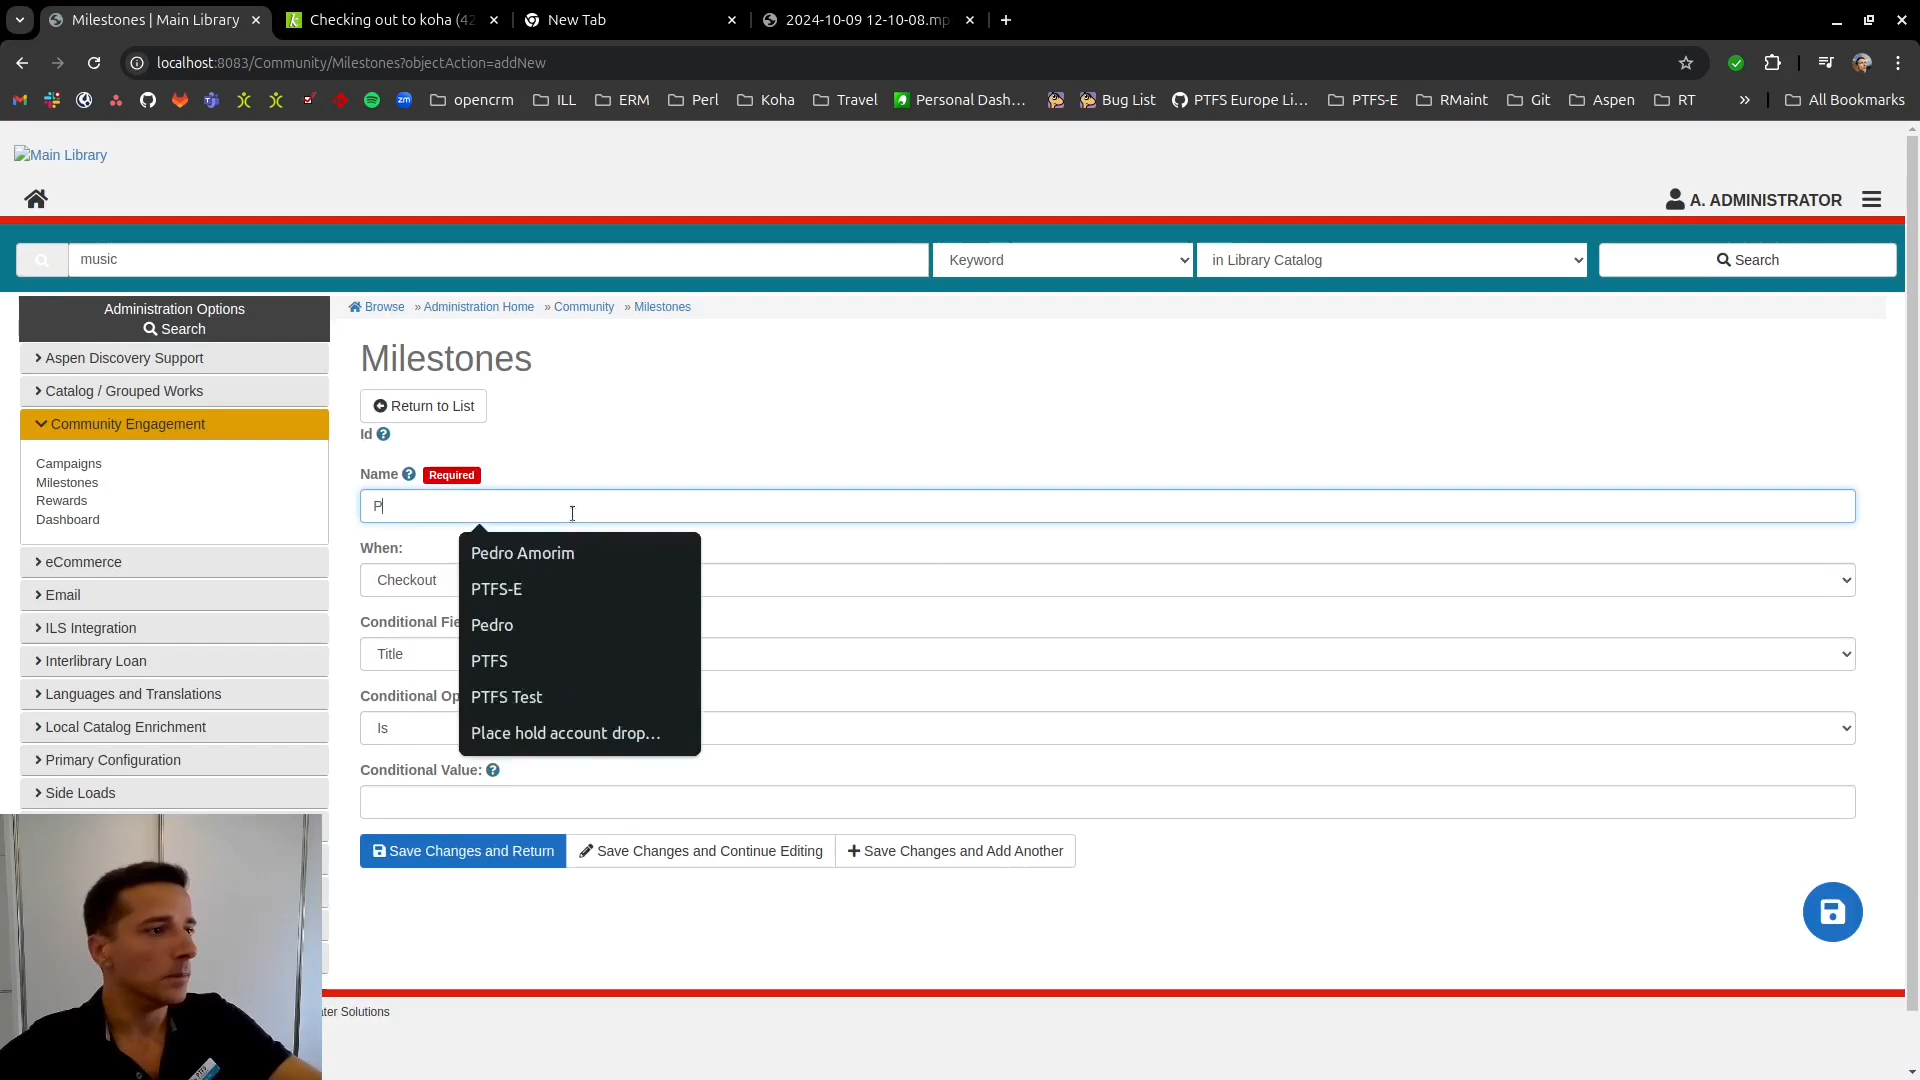 Milestones | Main Library
Checking out to koha (42
New Tab
2024-10-09 12-10-08.mp
localhost:8083/Community/Milestones?objectAction=addNew
opencrm
ILL
ERM
Perl
Koha
Travel
Personal Dash...
Bug List
PTFS Europe Li...
PTFS-E
RMaint
Git
Aspen
RT
»
All Bookmarks
Main Library
A. ADMINISTRATOR
music
Keyword
in Library Catalog
Search
Administration Options
Search
Aspen Discovery Support
Catalog / Grouped Works
Community Engagement
Campaigns
Milestones
Rewards
Dashboard
eCommerce
Email
ILS Integration
Interlibrary Loan
Languages and Translations
Local Catalog Enrichment
Primary Configuration
Side Loads
Browse » Administration Home » Community » Milestones
Milestones
Return to List
Id
Name Required
P
Pedro Amorim
PTFS-E
Pedro
PTFS
PTFS Test
Place hold account drop...
When:
Checkout
Conditional Fie
Title
Conditional Op
Is
Conditional Value:
Save Changes and Return
Save Changes and Continue Editing
Save Changes and Add Another
ter Solutions